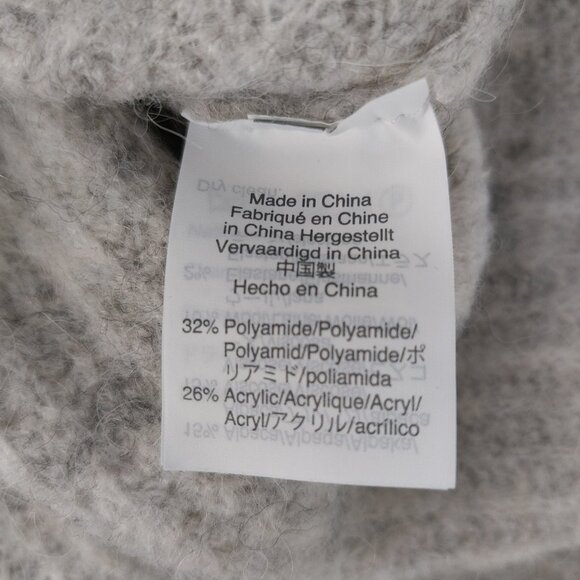 Made in China
Fabriqué en Chine
in China Hergestellt
Vervaardigd in China
中国製
Hecho en China
32% Polyamide/Polyamide/
Polyamid/Polyamide/ポ
リアミド/poliamida
26% Acrylic/Acrylique/Acryl/
Acryl/アクリル/acrílico